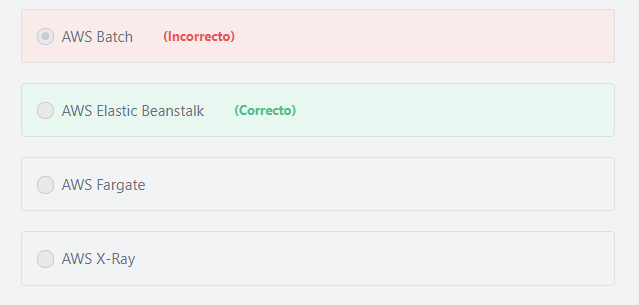 AWS Batch (Incorrecto)
AWS Elastic Beanstalk (Correcto)
AWS Fargate
AWS X-Ray